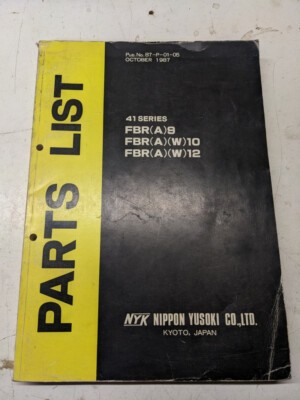 Pub No. 87-P-01-05
OCTOBER 1987
PARTS LIST
41 SERIES
FBR(A)9
FBR(A)(W)10
FBR(A)(W)12
NYK NIPPON YUSOKI CO.,LTD.
KYOTO, JAPAN